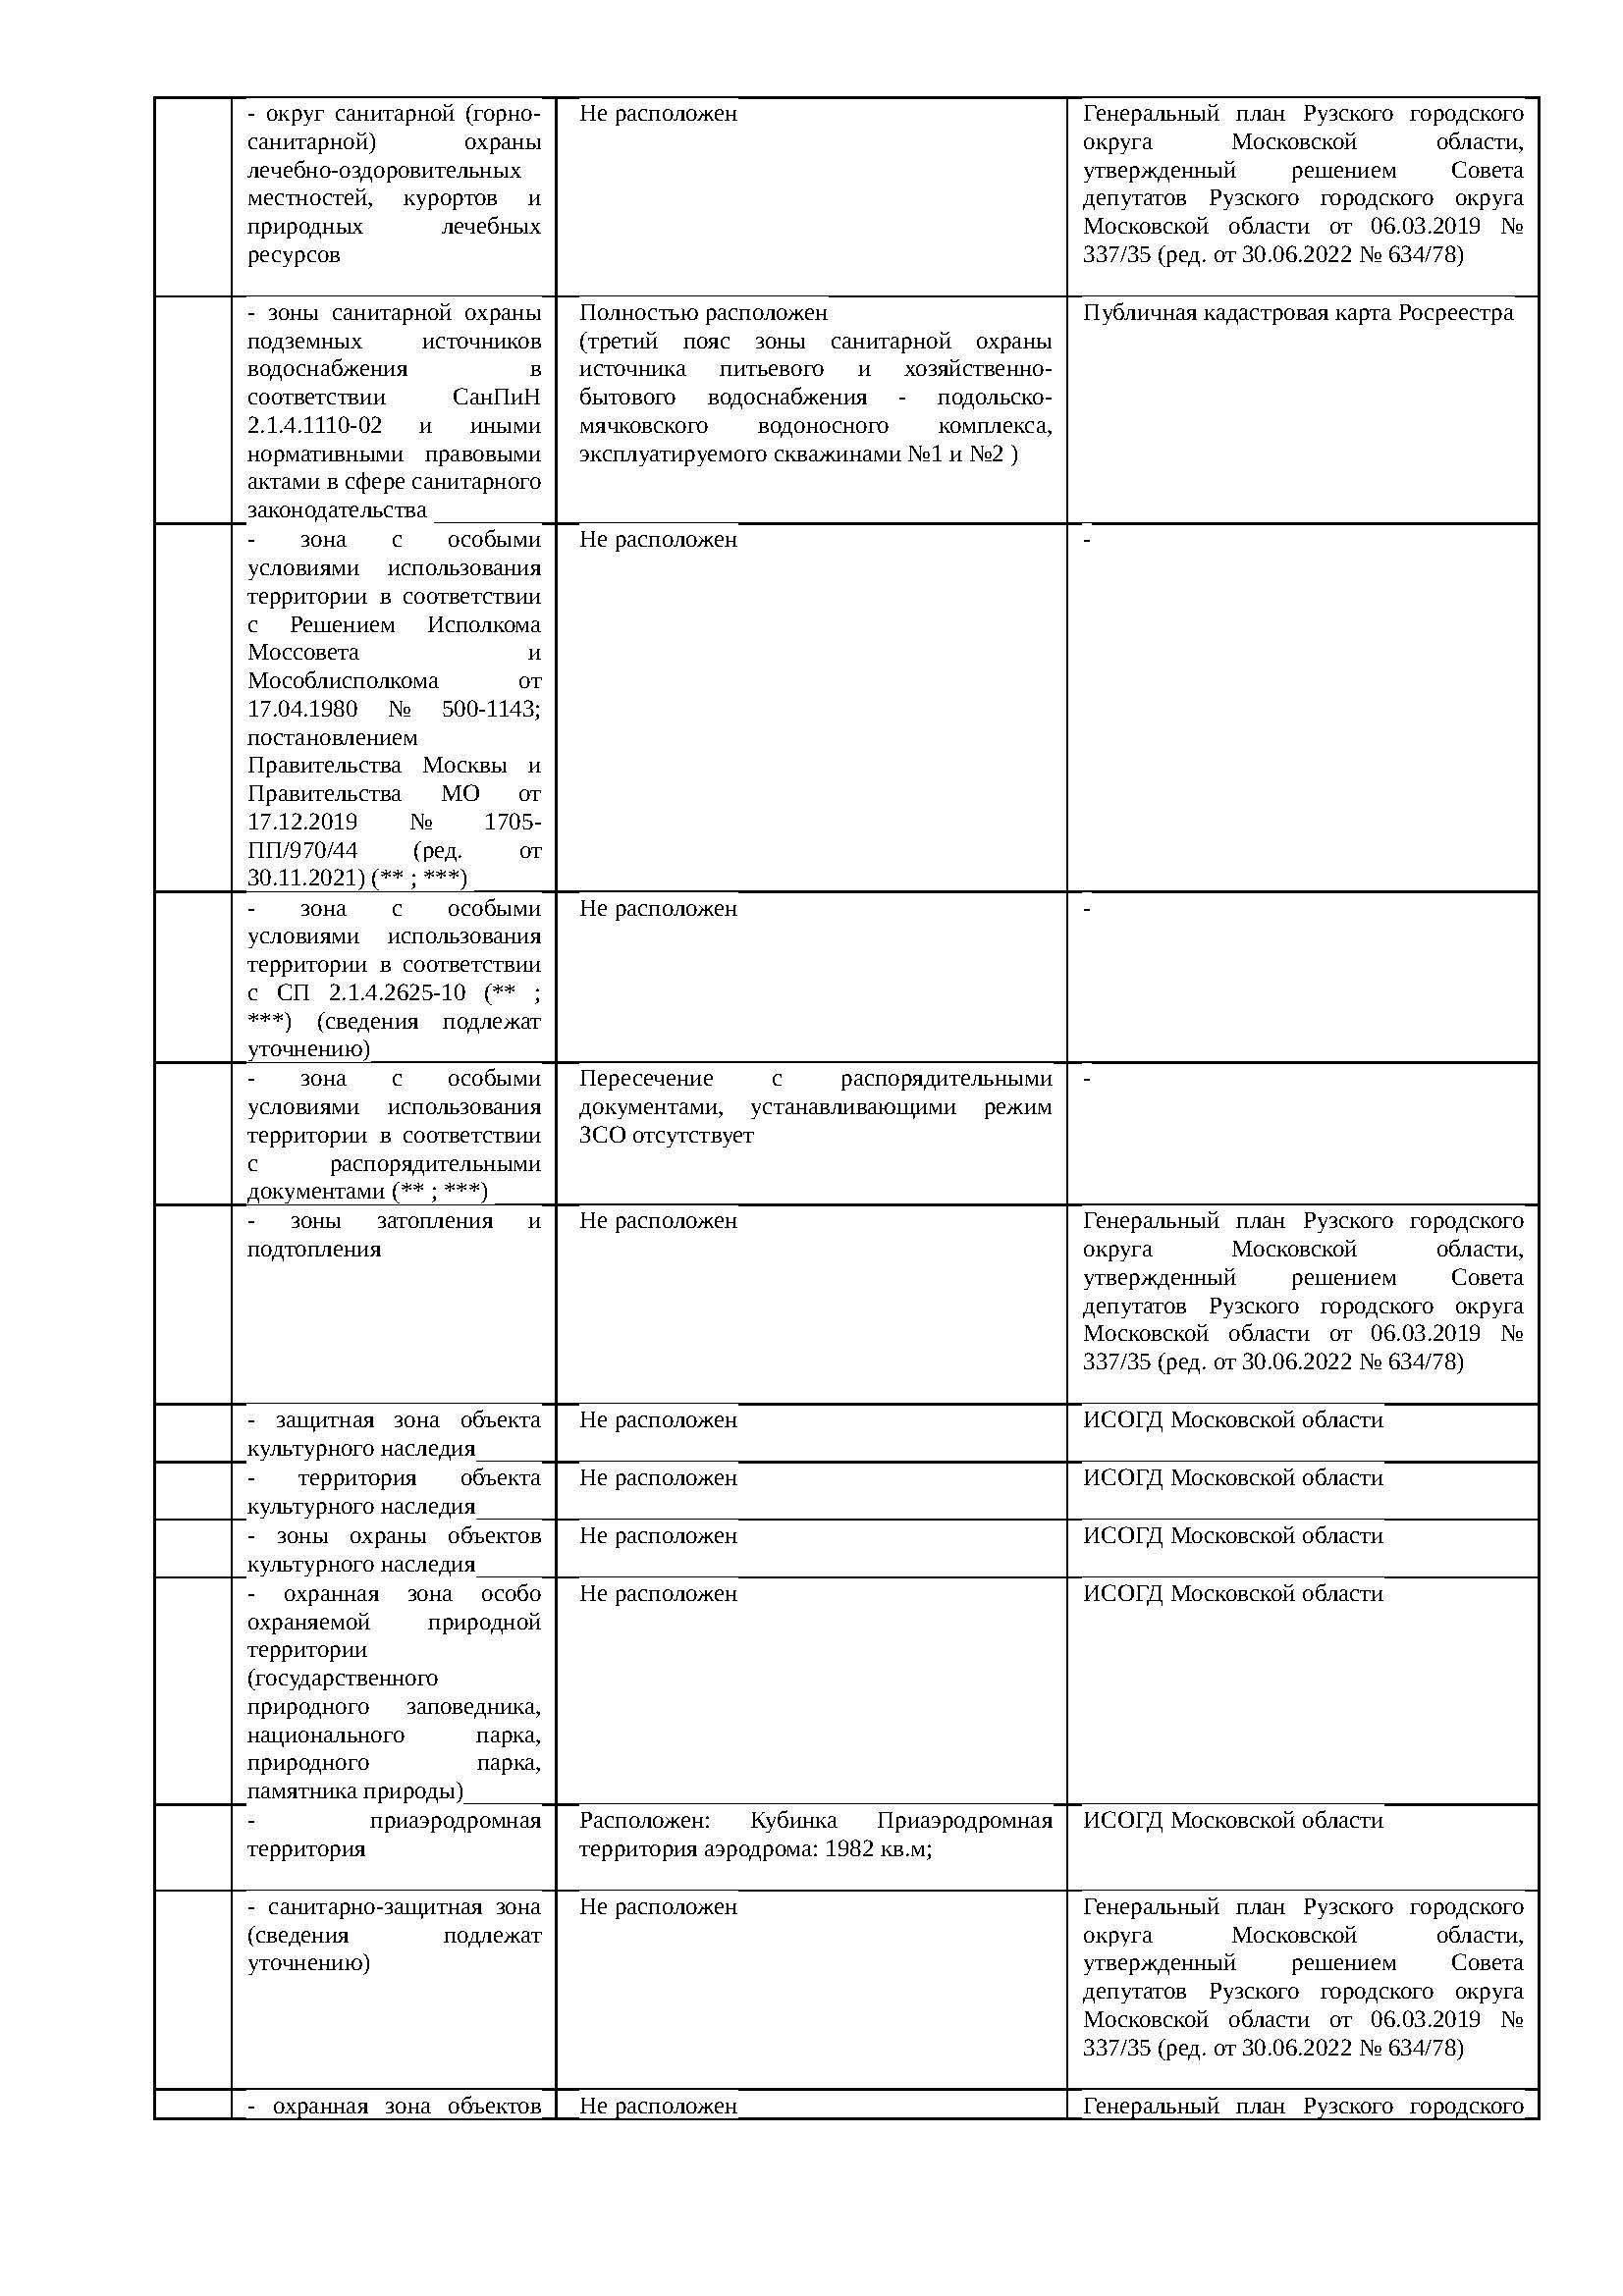 - округ санитарной (горно-
санитарной) охраны
лечебно-оздоровительных
местностей, курортов и
природных лечебных
ресурсов
Не расположен
Генеральный план Рузского городского
округа Московской области,
утвержденный решением Совета
депутатов Рузского городского округа
Московской области от 06.03.2019 №
337/35 (ред. от 30.06.2022 № 634/78)
- зоны санитарной охраны
подземных источников
водоснабжения в
соответствии СанПиН
2.1.4.1110-02 и иными
нормативными правовыми
актами в сфере санитарного
законодательства
Полностью расположен
(третий пояс зоны санитарной охраны
источника питьевого и хозяйственно-
бытового водоснабжения - подольско-
мячковского водоносного комплекса,
эксплуатируемого скважинами №1 и №2 )
Публичная кадастровая карта Росреестра
- зона с особыми
условиями использования
территории в соответствии
с Решением Исполкома
Моссовета и
Мособлисполкома от
17.04.1980 № 500-1143;
постановлением
Правительства Москвы и
Правительства МО от
17.12.2019 № 1705-
ПП/970/44 (ред. от
30.11.2021) (** ; ***)
Не расположен
-
- зона с особыми
условиями использования
территории в соответствии
с СП 2.1.4.2625-10 (** ;
***) (сведения подлежат
уточнению)
Не расположен
-
- зона с особыми
условиями использования
территории в соответствии
с распорядительными
документами (** ; ***)
Пересечение с распорядительными
документами, устанавливающими режим
ЗСО отсутствует
-
- зоны затопления и
подтопления
Не расположен
Генеральный план Рузского городского
округа Московской области,
утвержденный решением Совета
депутатов Рузского городского округа
Московской области от 06.03.2019 №
337/35 (ред. от 30.06.2022 № 634/78)
- защитная зона объекта
культурного наследия
Не расположен
ИСОГД Московской области
- территория объекта
культурного наследия
Не расположен
ИСОГД Московской области
- зоны охраны объектов
культурного наследия
Не расположен
ИСОГД Московской области
- охранная зона особо
охраняемой природной
территории
(государственного
природного заповедника,
национального парка,
природного парка,
памятника природы)
Не расположен
ИСОГД Московской области
- приаэродромная
территория
Расположен: Кубинка Приаэродромная
территория аэродрома: 1982 кв.м;
ИСОГД Московской области
- санитарно-защитная зона
(сведения подлежат
уточнению)
Не расположен
Генеральный план Рузского городского
округа Московской области,
утвержденный решением Совета
депутатов Рузского городского округа
Московской области от 06.03.2019 №
337/35 (ред. от 30.06.2022 № 634/78)
- охранная зона объектов
Не расположен
Генеральный план Рузского городского